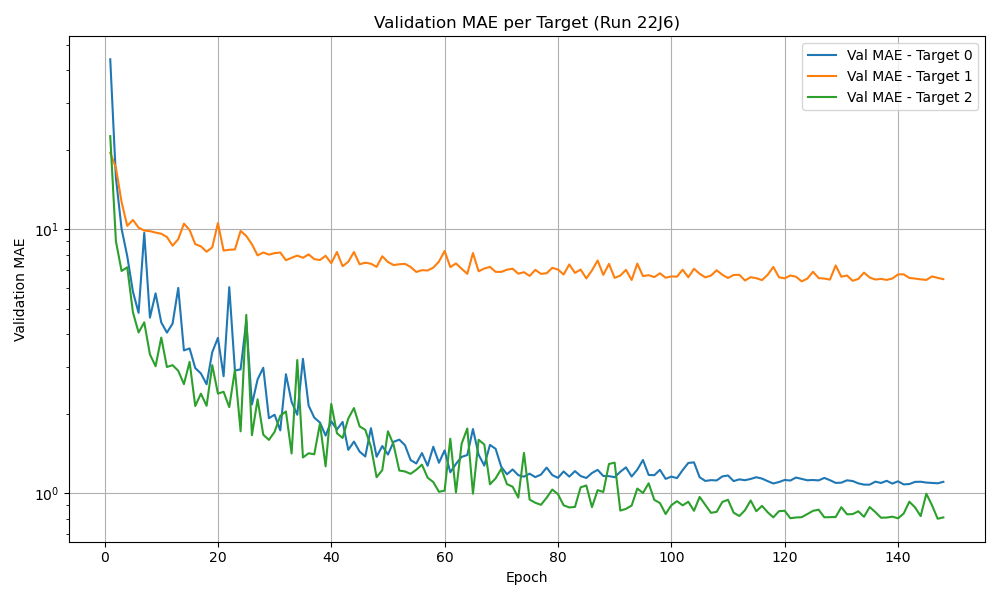 Validation MAE per Target (Run 22J6)
Val MAE - Target 0
Val MAE - Target 1
Val MAE - Target 2
Validation MAE
10¹
10⁰
0 20 40 60 80 100 120 140
Epoch